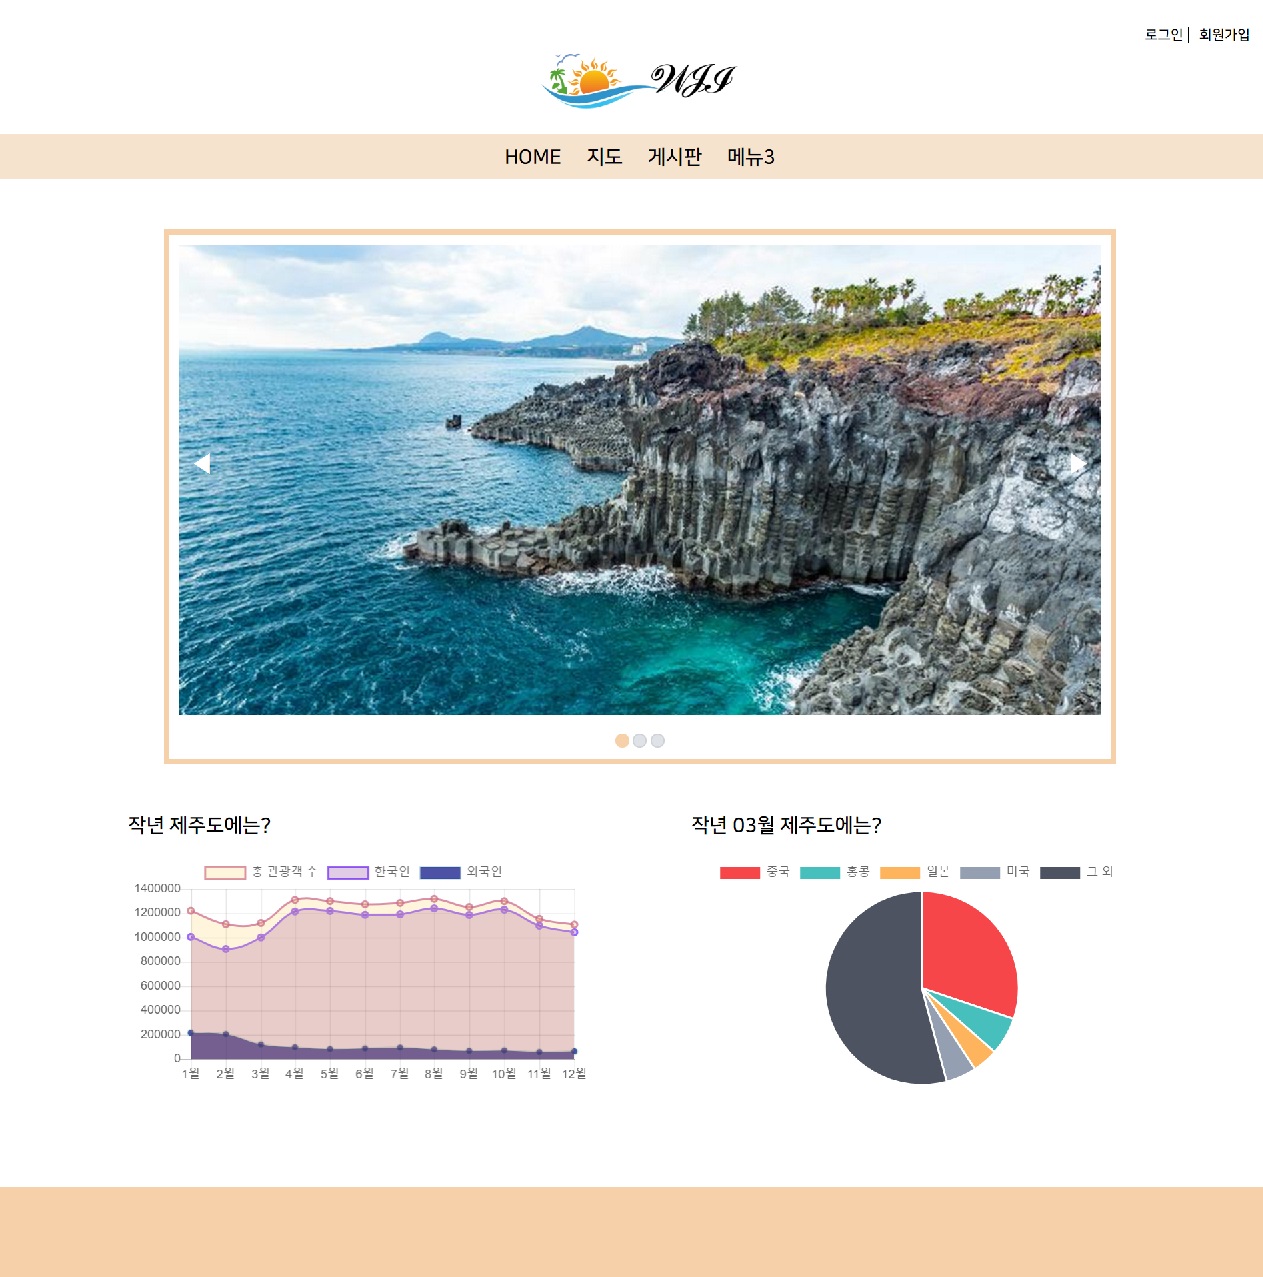 로그인 | 회원가입
WJI
HOME 지도 게시판 메뉴3
작년 제주도에는?
총 관광객 수 한국인 외국인
1400000
1200000
1000000
800000
600000
400000
200000
0
1월 2월 3월 4월 5월 6월 7월 8월 9월 10월 11월 12월
작년 03월 제주도에는?
중국 홍콩 일본 미국 그 외